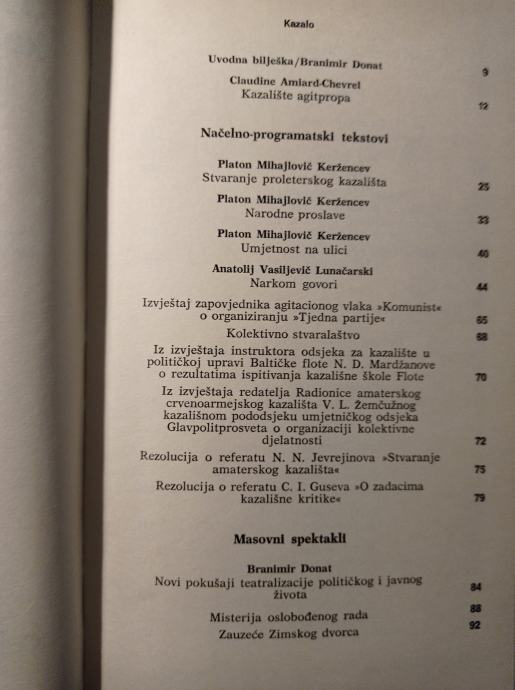 Kazalo
Uvodna bilješka/Branimir Donat 9
Claudine Amiard-Chevrel
Kazalište agitpropa 12
Načelno-programatski tekstovi
Platon Mihajlovič Keržencev
Stvaranje proleterskog kazališta 25
Platon Mihajlovič Keržencev
Narodne proslave 33
Platon Mihajlovič Keržencev
Umjetnost na ulici 40
Anatolij Vasiljevič Lunačarski
Narkom govori 44
Izvještaj zapovjednika agitacionog vlaka »Komunist«
o organiziranju »Tjedna partije« 65
Kolektivno stvaralaštvo 68
Iz izvještaja instruktora odsjeka za kazalište u
političkoj upravi Baltičke flote N. D. Mardžanove
o rezultatima ispitivanja kazališne škole Flote 70
Iz izvještaja redatelja Radionice amaterskog
crvenoarmejskog kazališta V. L. Žemčužnog
kazališnom pododsjeku umjetničkog odsjeka
Glavpolitprosveta o organizaciji kolektivne
djelatnosti 72
Rezolucija o referatu N. N. Jevrejinova »Stvaranje
amaterskog kazališta« 75
Rezolucija o referatu C. I. Guseva »O zadacima
kazališne kritike« 79
Masovni spektakli
Branimir Donat
Novi pokušaji teatralizacije političkog i javnog
života 84
Misterija oslobođenog rada 88
Zauzeće Zimskog dvorca 92